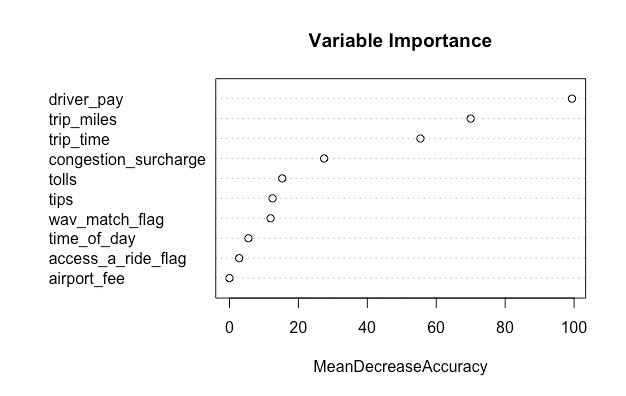 Variable Importance
driver_pay
trip_miles
trip_time
congestion_surcharge
tolls
tips
wav_match_flag
time_of_day
access_a_ride_flag
airport_fee
0 20 40 60 80 100
MeanDecreaseAccuracy